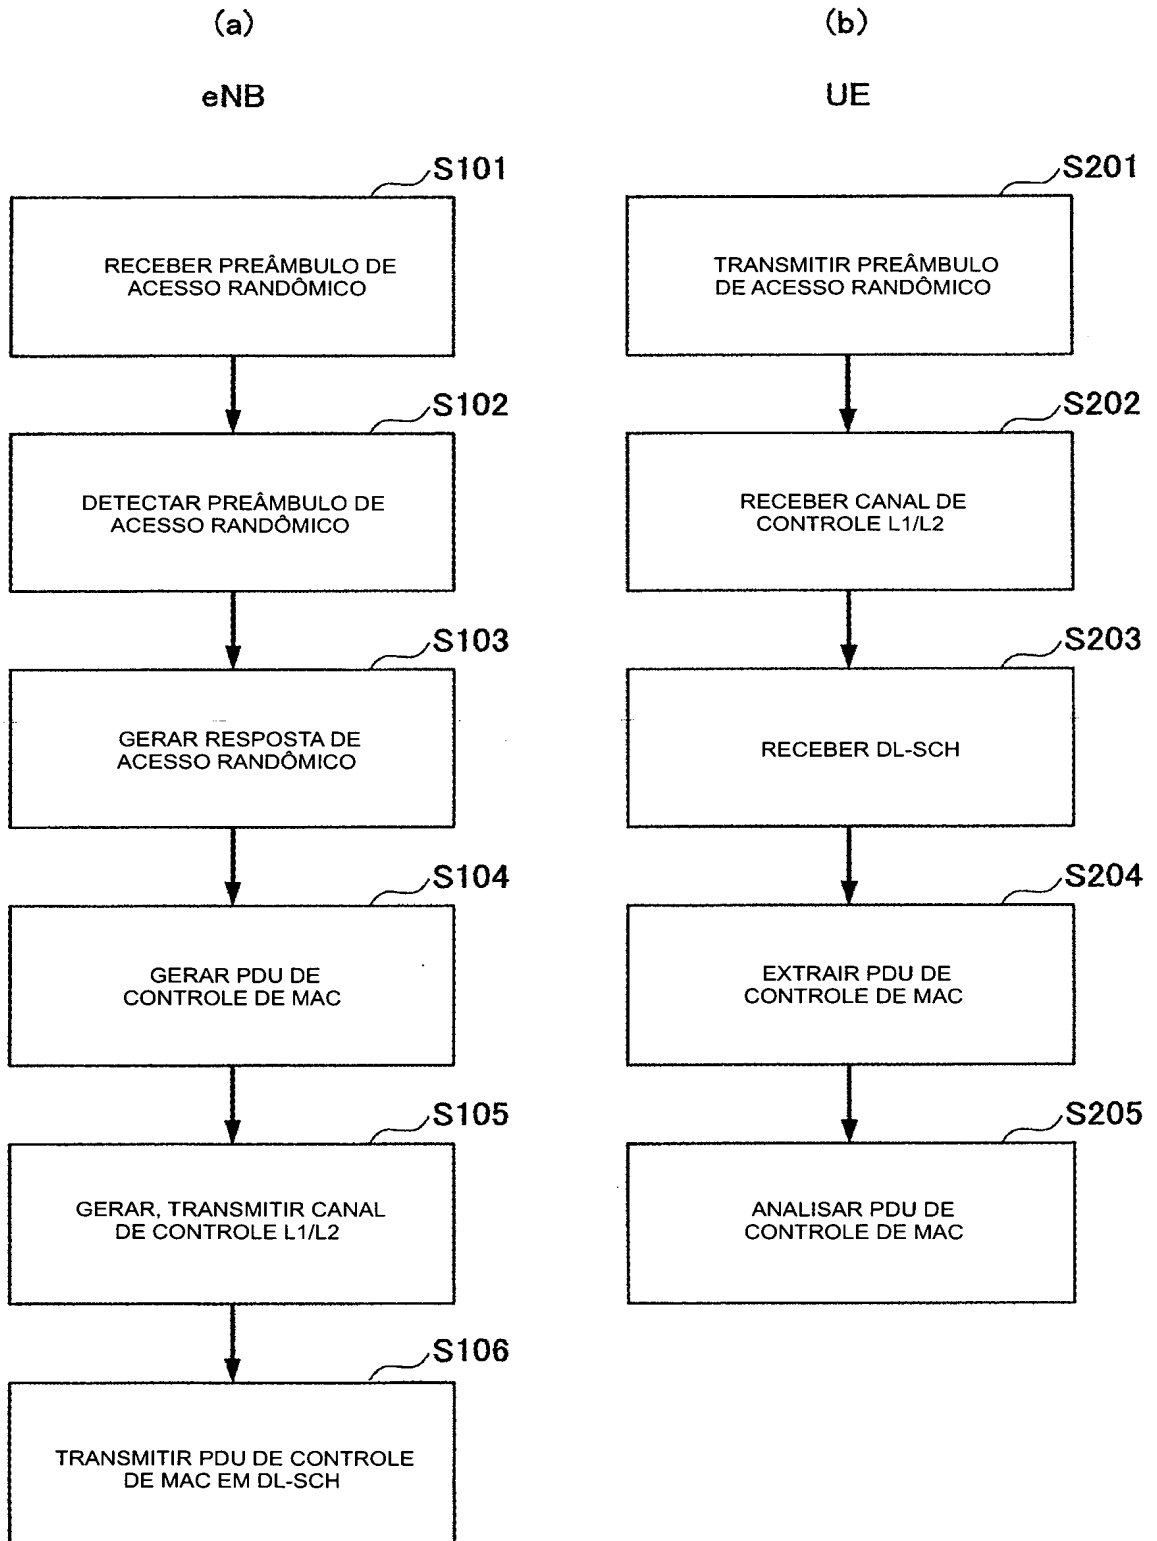 (a)
eNB
S101
RECEBER PREÂMBULO DE
ACESSO RANDÔMICO
S102
DETECTAR PREÂMBULO DE
ACESSO RANDÔMICO
S103
GERAR RESPOSTA DE
ACESSO RANDÔMICO
S104
GERAR PDU DE
CONTROLE DE MAC
S105
GERAR, TRANSMITIR CANAL
DE CONTROLE L1/L2
S106
TRANSMITIR PDU DE CONTROLE
DE MAC EM DL-SCH
(b)
UE
S201
TRANSMITIR PREÂMBULO
DE ACESSO RANDÔMICO
S202
RECEBER CANAL DE
CONTROLE L1/L2
S203
RECEBER DL-SCH
S204
EXTRAIR PDU DE
CONTROLE DE MAC
S205
ANALISAR PDU DE
CONTROLE DE MAC